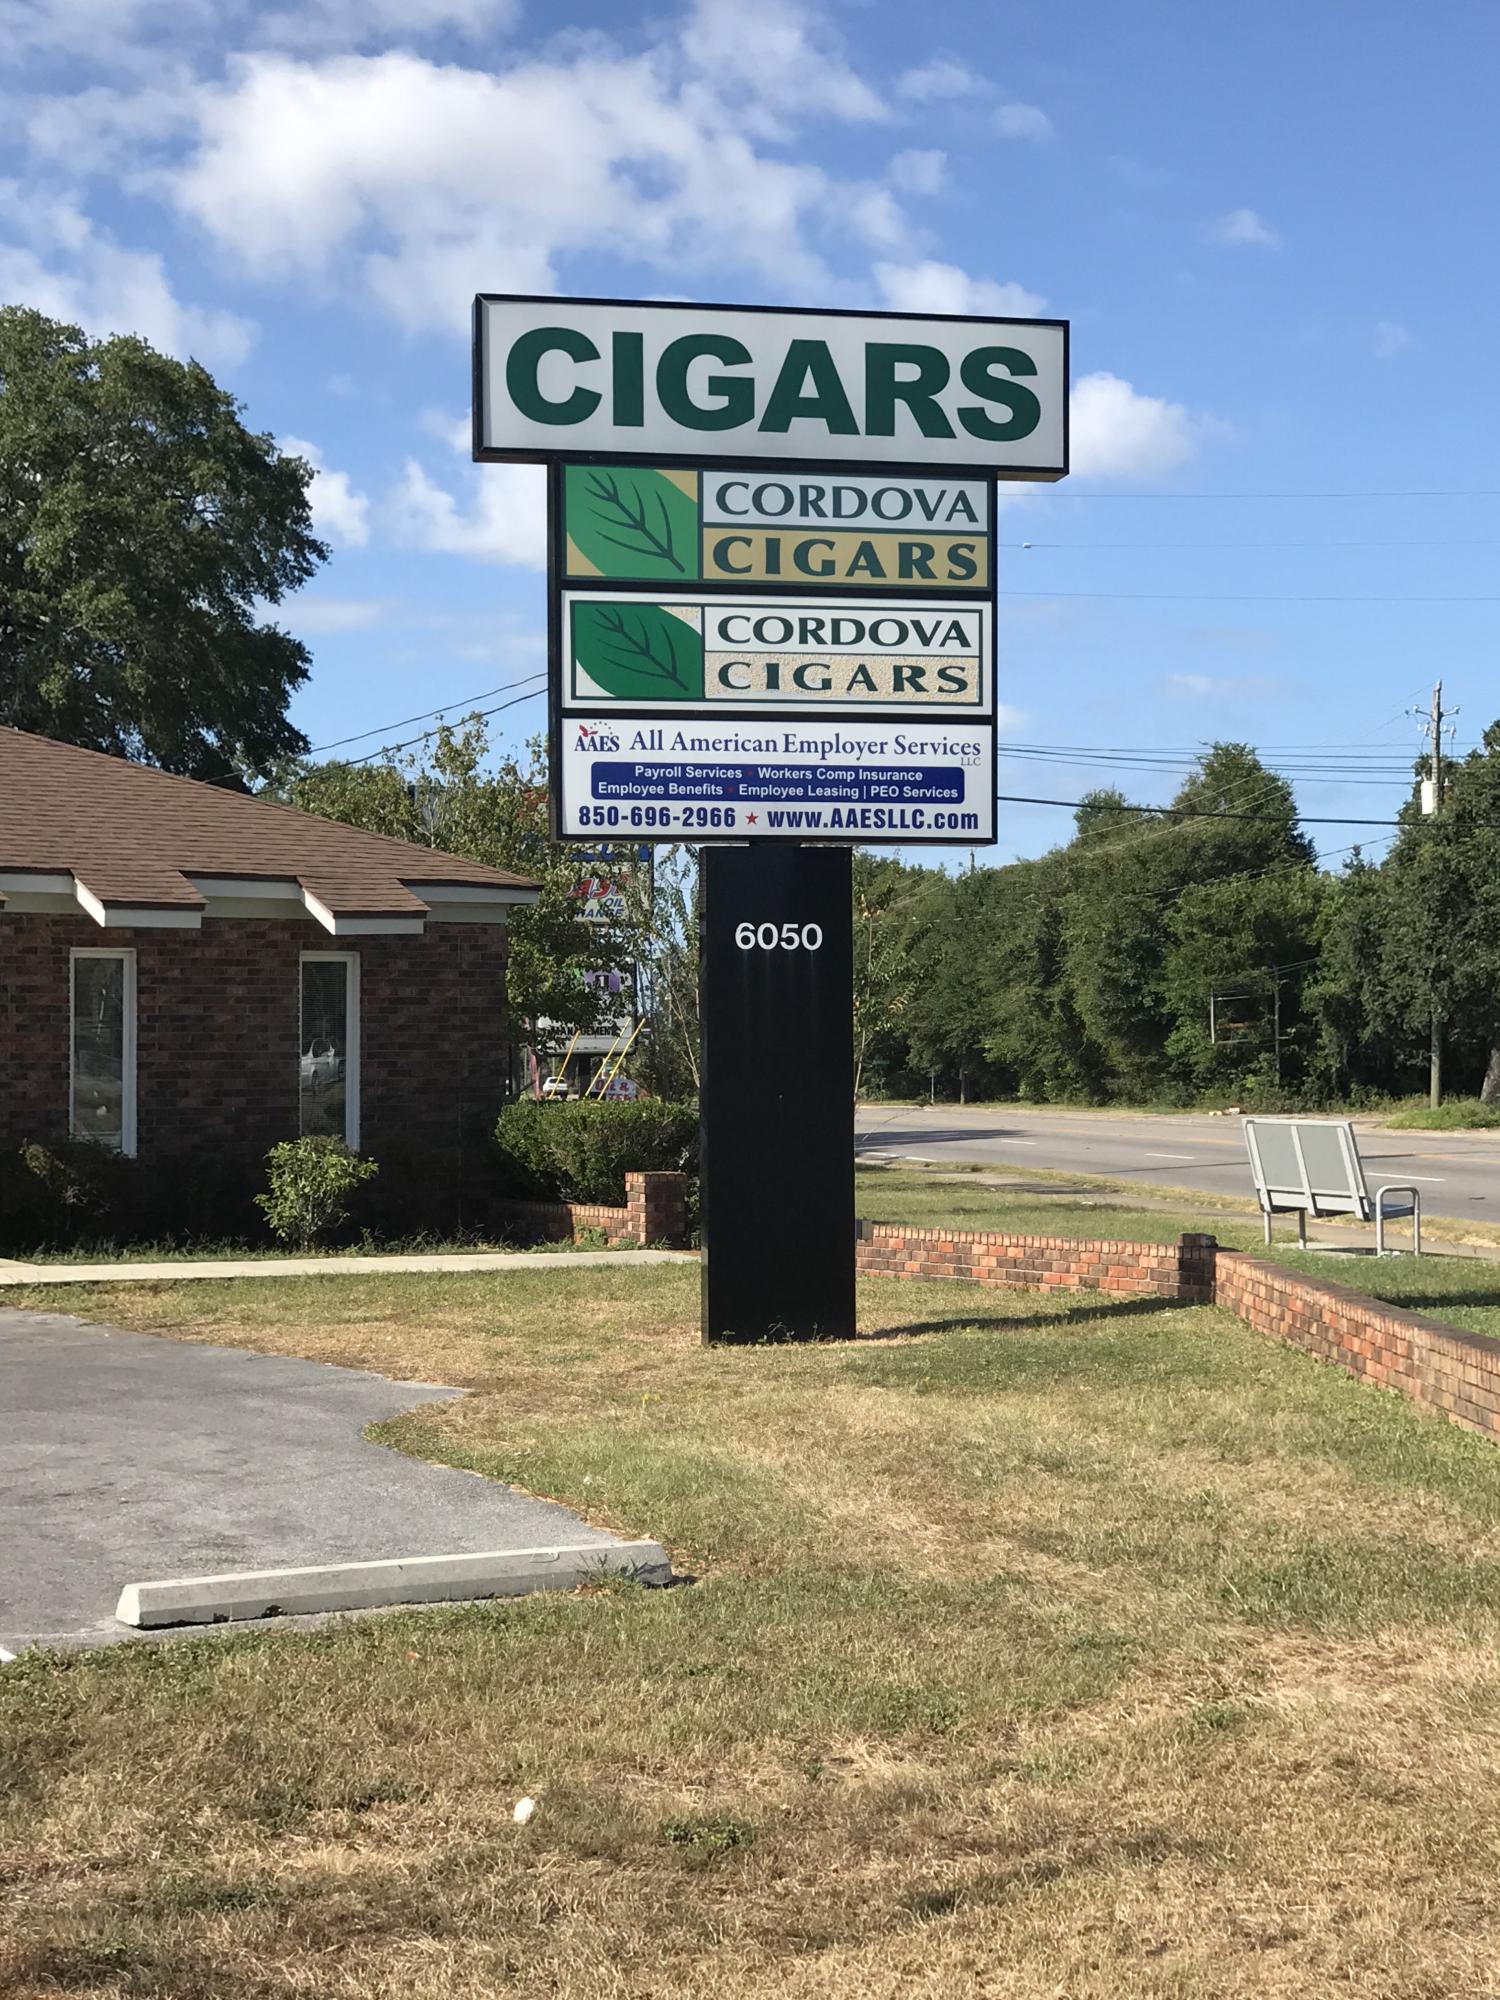 CIGARS
CORDOVA
CIGARS
CORDOVA
CIGARS
AAES All American Employer Services
LLC
Payroll Services Workers Comp Insurance
Employee Benefits Employee Leasing | PEO Services
850-696-2966 ★ www.AAESLLC.com
6050
OIL